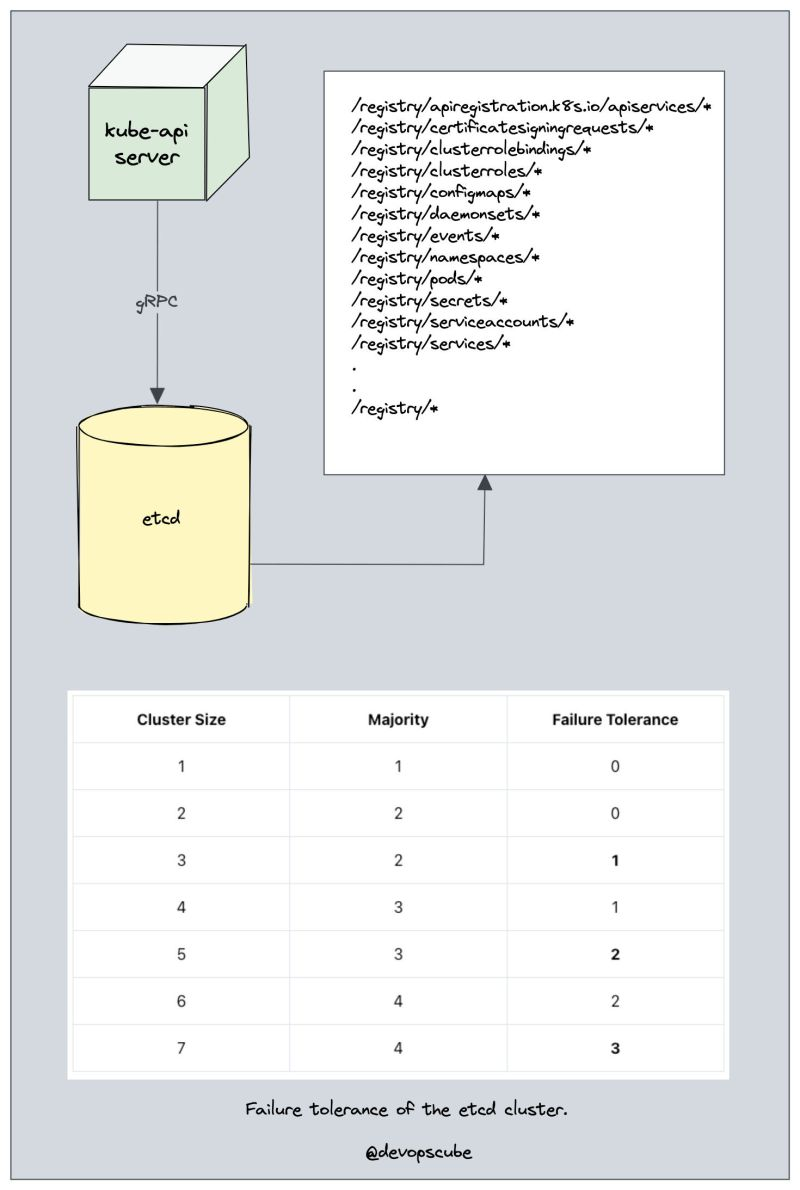 kube-api
server
gRPC
etcd
/registry/apiregistration.k8s.io/apiservices/*
/registry/certificatesigningrequests/*
/registry/clusterrolebindings/*
/registry/clusterroles/*
/registry/configmaps/*
/registry/daemonsets/*
/registry/events/*
/registry/namespaces/*
/registry/pods/*
/registry/secrets/*
/registry/serviceaccounts/*
/registry/services/*
.
.
/registry/*
Cluster Size Majority Failure Tolerance
1 1 0
2 2 0
3 2 1
4 3 1
5 3 2
6 4 2
7 4 3
Failure tolerance of the etcd cluster.
@devopscube